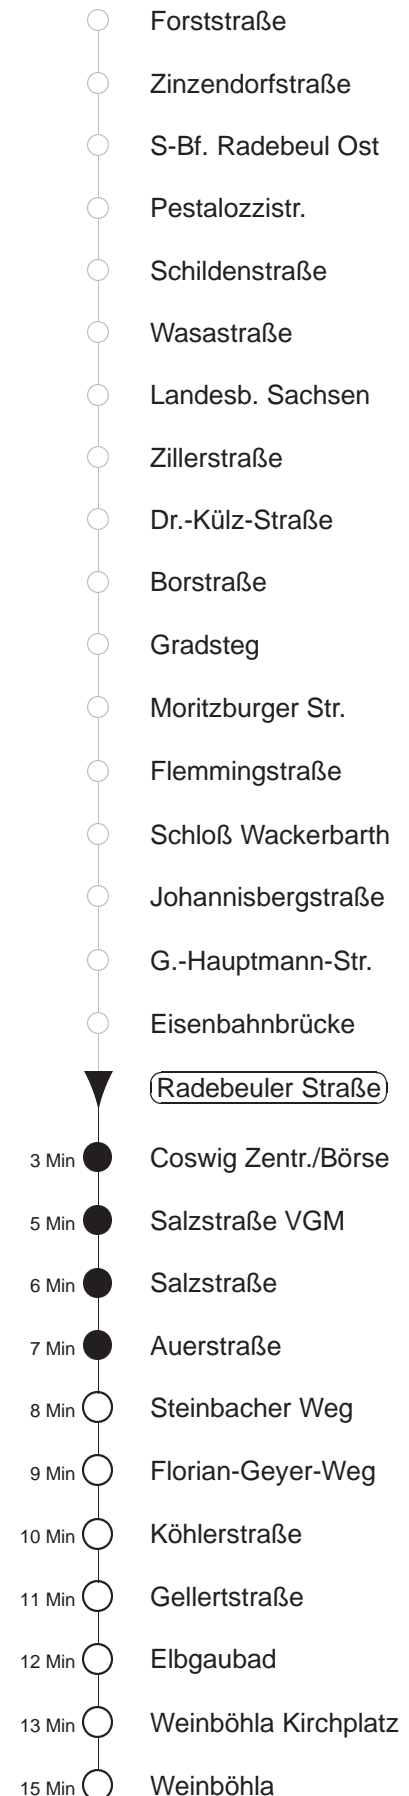 Forststraße
Zinzendorfstraße
S-Bf. Radebeul Ost
Pestalozzistr.
Schildenstraße
Wasastraße
Landesb. Sachsen
Zillerstraße
Dr.-Külz-Straße
Borstraße
Gradsteg
Moritzburger Str.
Flemmingstraße
Schloß Wackerbarth
Johannisbergstraße
G.-Hauptmann-Str.
Eisenbahnbrücke
Radebeuler Straße
3 Min Coswig Zentr./Börse
5 Min Salzstraße VGM
6 Min Salzstraße
7 Min Auerstraße
8 Min Steinbacher Weg
9 Min Florian-Geyer-Weg
10 Min Köhlerstraße
11 Min Gellertstraße
12 Min Elbgaubad
13 Min Weinböhla Kirchplatz
15 Min Weinböhla